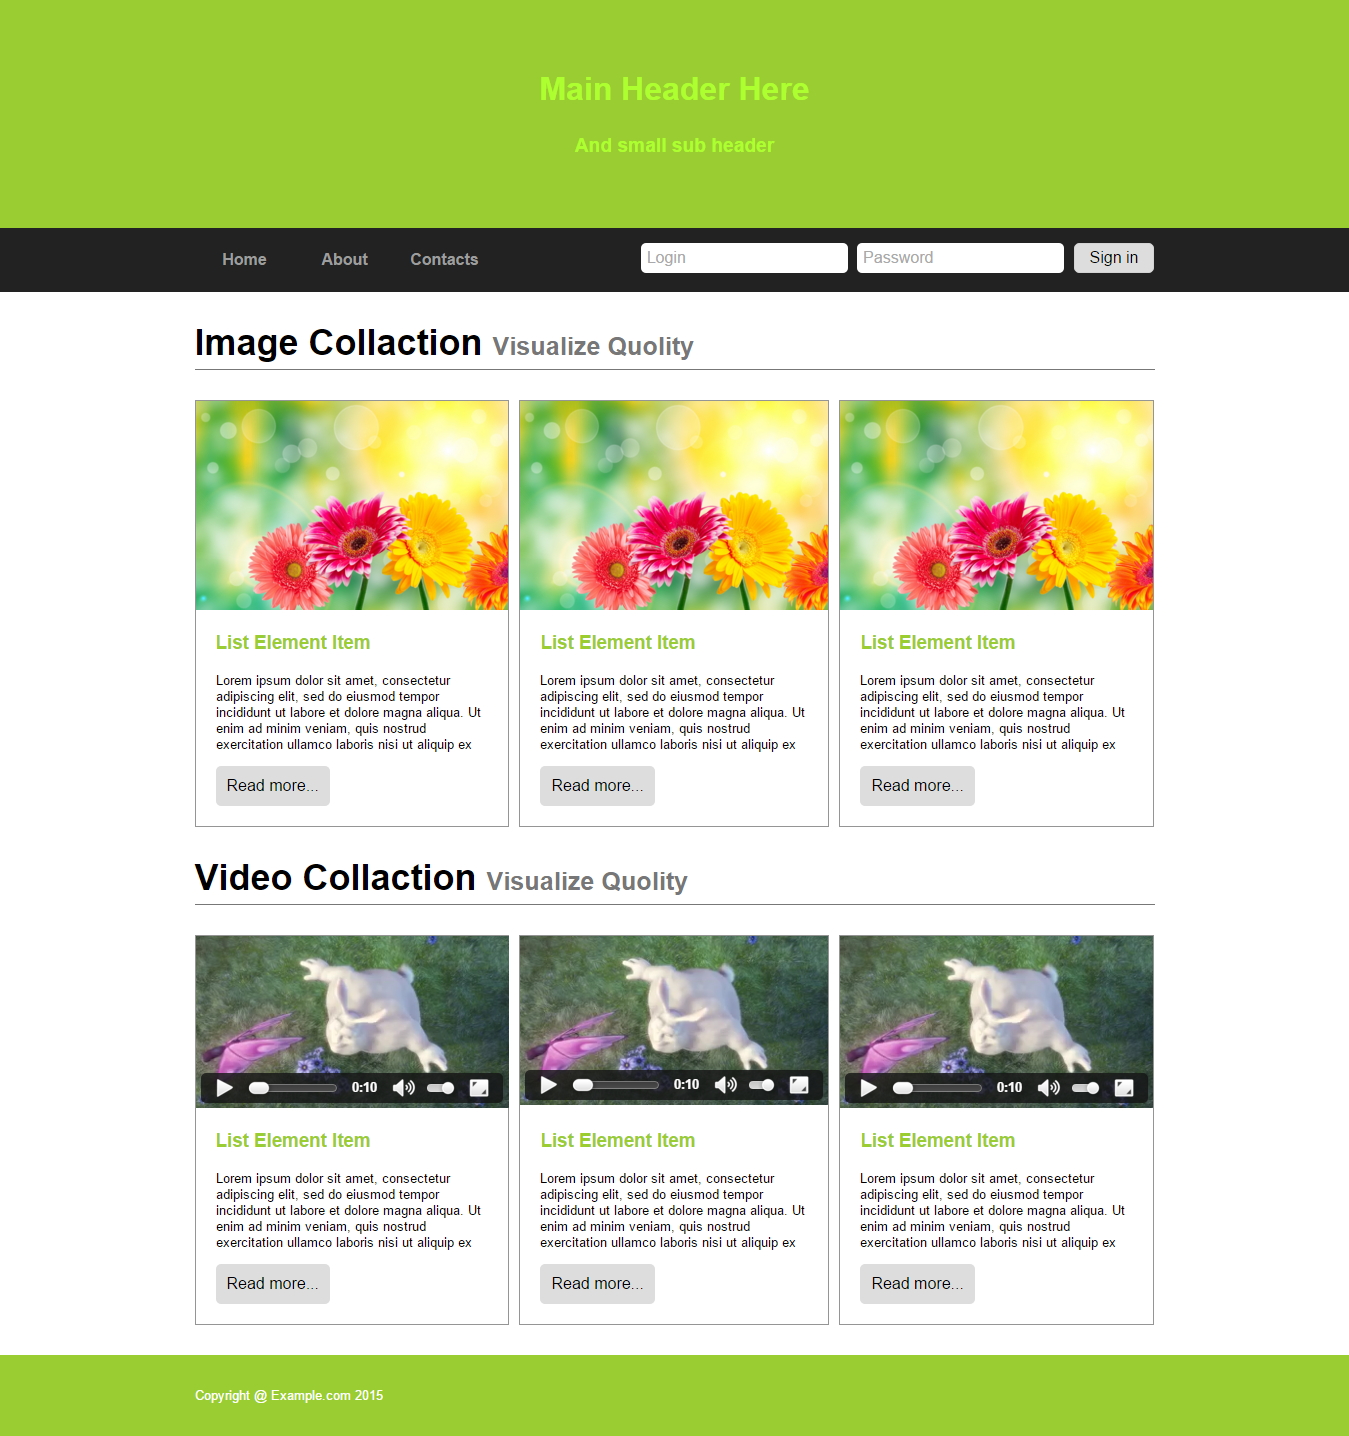 Main Header Here
And small sub header
Home About Contacts Login Password Sign in
Image Collaction Visualize Quolity
List Element Item
Lorem ipsum dolor sit amet, consectetur
adipiscing elit, sed do eiusmod tempor
incididunt ut labore et dolore magna aliqua. Ut
enim ad minim veniam, quis nostrud
exercitation ullamco laboris nisi ut aliquip ex
Read more...
List Element Item
Lorem ipsum dolor sit amet, consectetur
adipiscing elit, sed do eiusmod tempor
incididunt ut labore et dolore magna aliqua. Ut
enim ad minim veniam, quis nostrud
exercitation ullamco laboris nisi ut aliquip ex
Read more...
List Element Item
Lorem ipsum dolor sit amet, consectetur
adipiscing elit, sed do eiusmod tempor
incididunt ut labore et dolore magna aliqua. Ut
enim ad minim veniam, quis nostrud
exercitation ullamco laboris nisi ut aliquip ex
Read more...
Video Collaction Visualize Quolity
0:10
List Element Item
Lorem ipsum dolor sit amet, consectetur
adipiscing elit, sed do eiusmod tempor
incididunt ut labore et dolore magna aliqua. Ut
enim ad minim veniam, quis nostrud
exercitation ullamco laboris nisi ut aliquip ex
Read more...
0:10
List Element Item
Lorem ipsum dolor sit amet, consectetur
adipiscing elit, sed do eiusmod tempor
incididunt ut labore et dolore magna aliqua. Ut
enim ad minim veniam, quis nostrud
exercitation ullamco laboris nisi ut aliquip ex
Read more...
0:10
List Element Item
Lorem ipsum dolor sit amet, consectetur
adipiscing elit, sed do eiusmod tempor
incididunt ut labore et dolore magna aliqua. Ut
enim ad minim veniam, quis nostrud
exercitation ullamco laboris nisi ut aliquip ex
Read more...
Copyright @ Example.com 2015